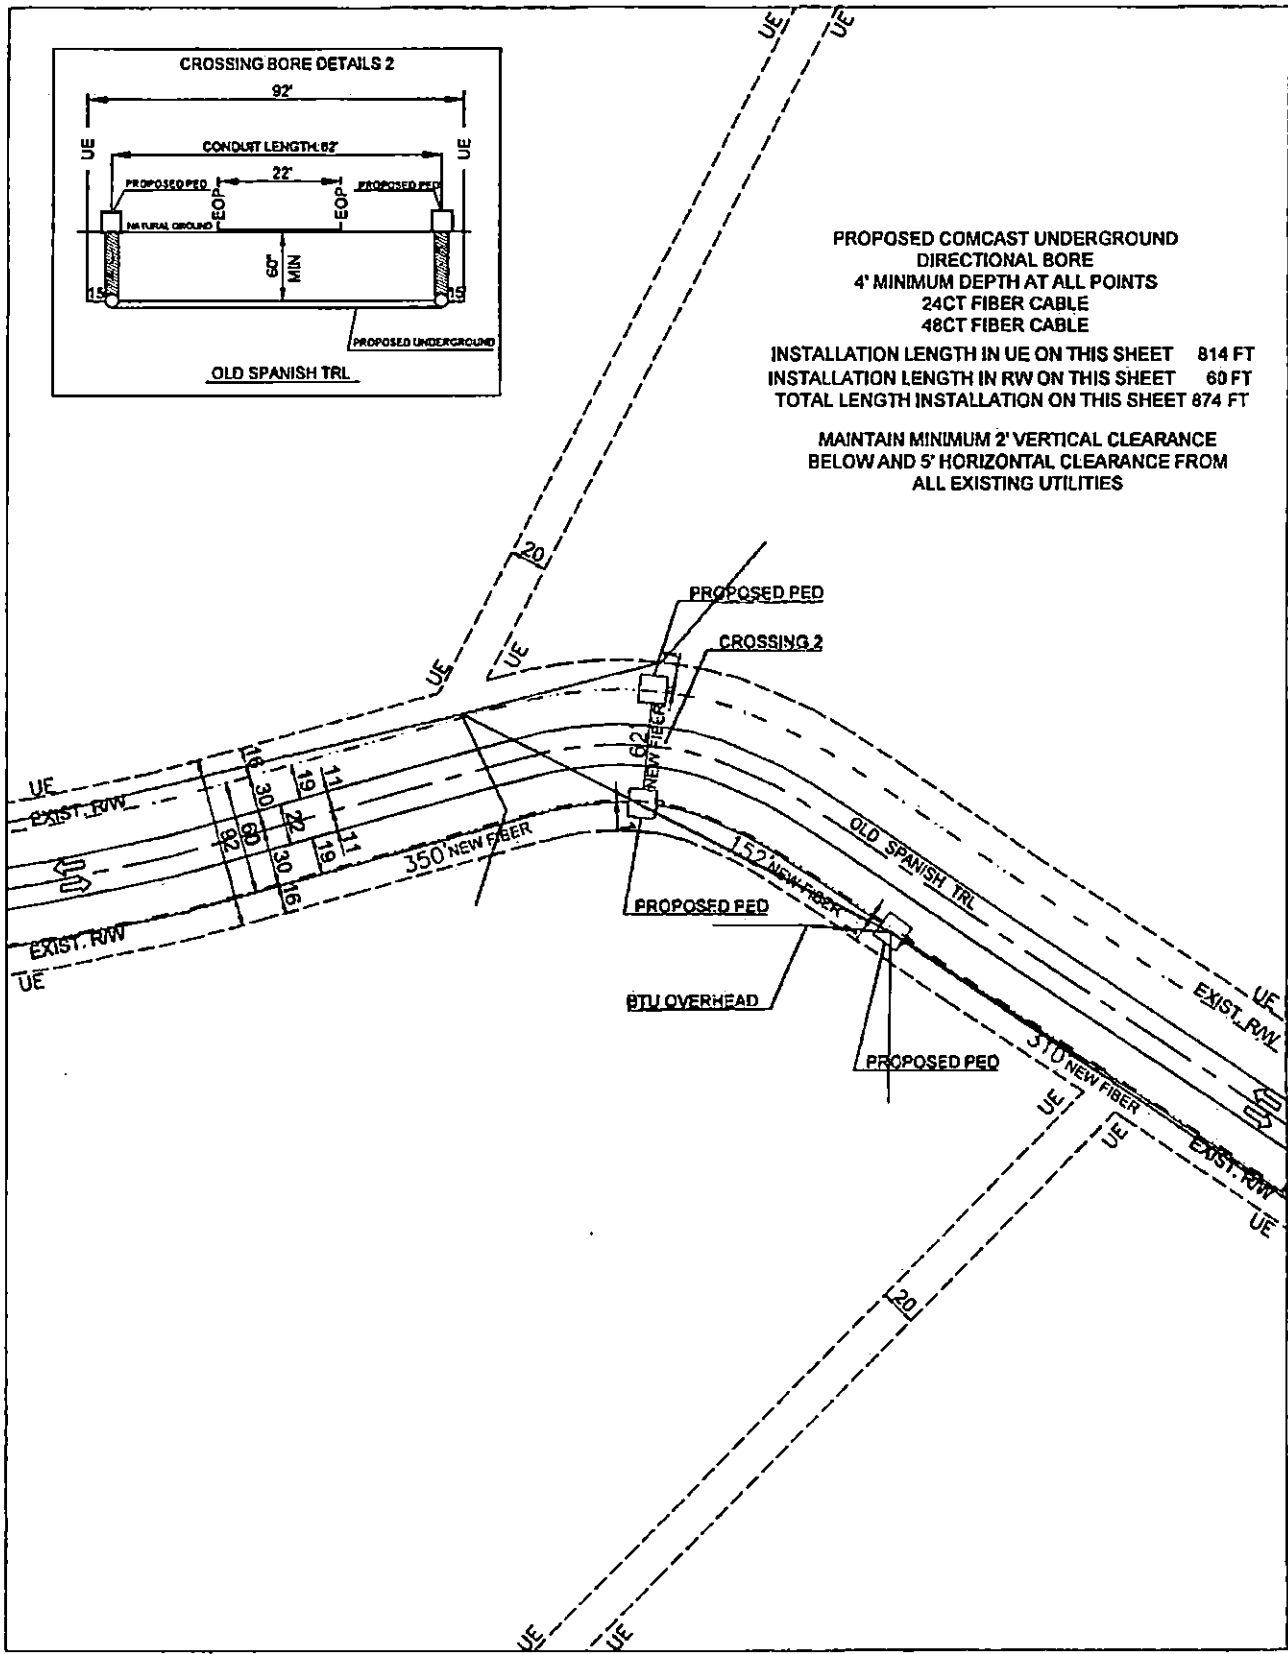 CROSSING BORE DETAILS 2
92'
UE
UE
CONDUIT LENGTH:62'
PROPOSED PED
22'
PROPOSED PED
EOP
EOP
NATURAL GROUND
60"
MIN
15'
15'
PROPOSED UNDERGROUND
OLD SPANISH TRL
UE
UE
PROPOSED COMCAST UNDERGROUND
DIRECTIONAL BORE
4' MINIMUM DEPTH AT ALL POINTS
24CT FIBER CABLE
48CT FIBER CABLE
INSTALLATION LENGTH IN UE ON THIS SHEET 814 FT
INSTALLATION LENGTH IN RW ON THIS SHEET 60 FT
TOTAL LENGTH INSTALLATION ON THIS SHEET 874 FT
MAINTAIN MINIMUM 2' VERTICAL CLEARANCE
BELOW AND 5' HORIZONTAL CLEARANCE FROM
ALL EXISTING UTILITIES
20
PROPOSED PED
CROSSING 2
UE
UE
1
62'
NEW FIBER
UE
EXIST. R/W
16
30
19
11
92
60
22
30
19
11
16
350' NEW FIBER
1
152' NEW FIBER
OLD SPANISH TRL
PROPOSED PED
EXIST. R/W
UE
BTU OVERHEAD
1
PROPOSED PED
UE
EXIST. R/W
310' NEW FIBER
UE
UE
EXIST. R/W
UE
20
UE
UE